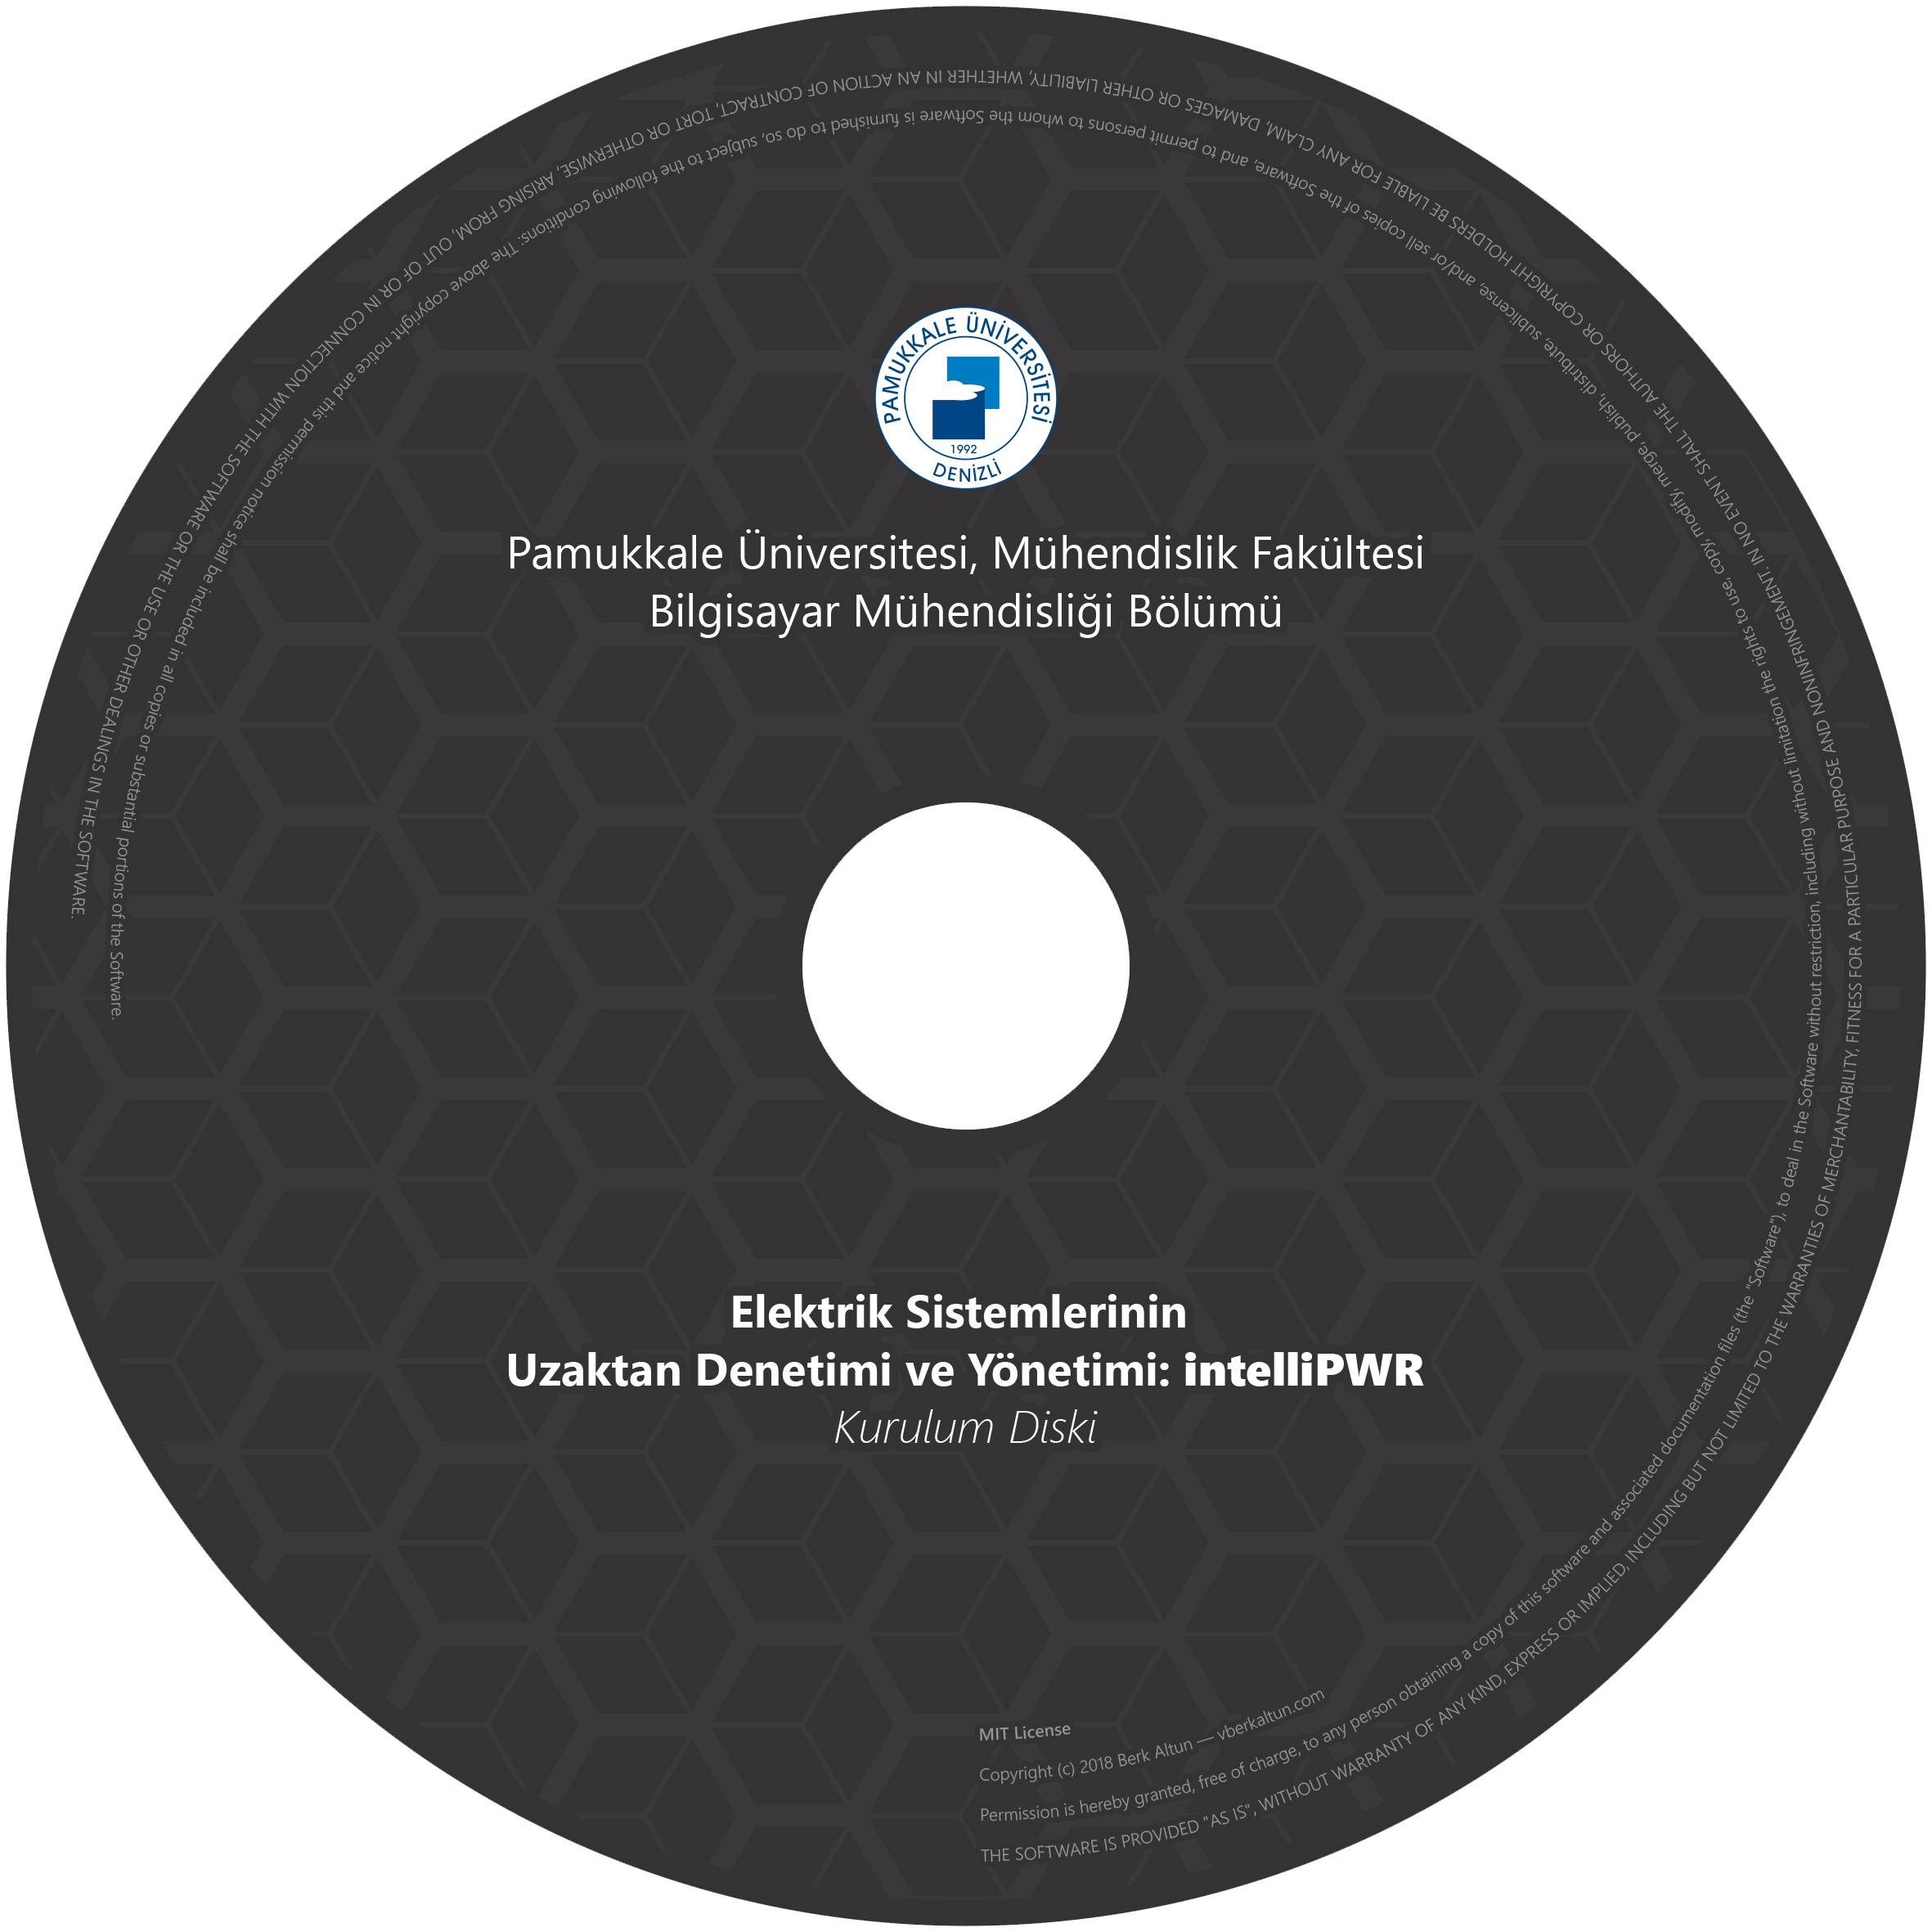 PAMUKKALE ÜNİVERSİTESİ
1992
DENİZLİ
Pamukkale Üniversitesi, Mühendislik Fakültesi
Bilgisayar Mühendisliği Bölümü
Elektrik Sistemlerinin
Uzaktan Denetimi ve Yönetimi: intelliPWR
Kurulum Diski
MIT License
Copyright (c) 2018 Berk Altun — vberkaltun.com
Permission is hereby granted, free of charge, to any person obtaining a copy of this software and associated documentation files (the "Software"), to deal in the Software without restriction, including without limitation the rights to use, copy, modify, merge, publish, distribute, sublicense, and/or sell copies of the Software, and to permit persons to whom the Software is furnished to do so, subject to the following conditions: The above copyright notice and this permission notice shall be included in all copies or substantial portions of the Software.
THE SOFTWARE IS PROVIDED "AS IS", WITHOUT WARRANTY OF ANY KIND, EXPRESS OR IMPLIED, INCLUDING BUT NOT LIMITED TO THE WARRANTIES OF MERCHANTABILITY, FITNESS FOR A PARTICULAR PURPOSE AND NONINFRINGEMENT. IN NO EVENT SHALL THE AUTHORS OR COPYRIGHT HOLDERS BE LIABLE FOR ANY CLAIM, DAMAGES OR OTHER LIABILITY, WHETHER IN AN ACTION OF CONTRACT, TORT OR OTHERWISE, ARISING FROM, OUT OF OR IN CONNECTION WITH THE SOFTWARE OR THE USE OR OTHER DEALINGS IN THE SOFTWARE.